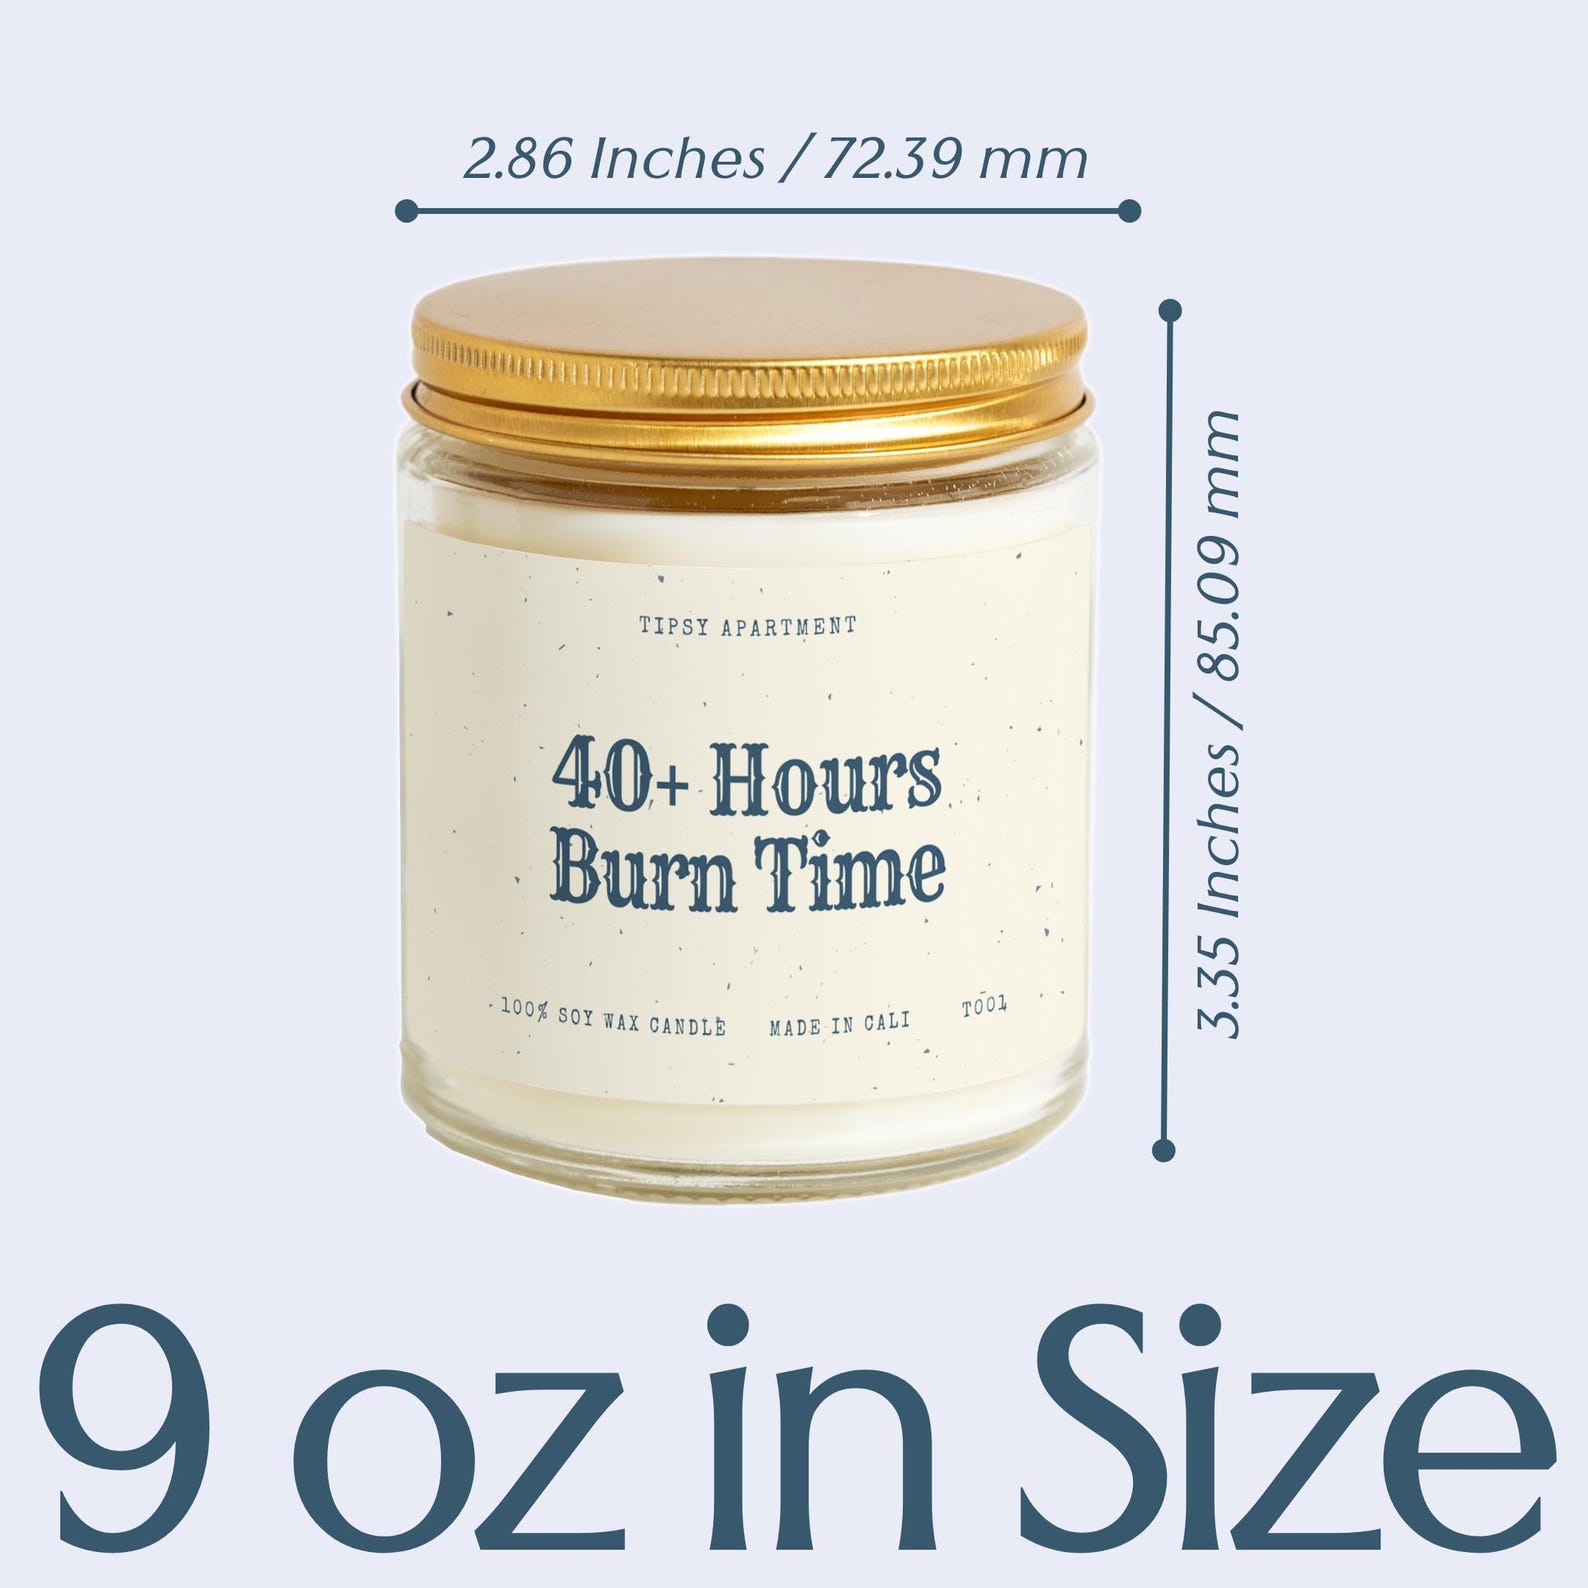 2.86 Inches / 72.39 mm
3.35 Inches / 85.09 mm
TIPSY APARTMENT
40+ Hours
Burn Time
100% SOY WAX CANDLE MADE IN CALI T001
9 oz in Size